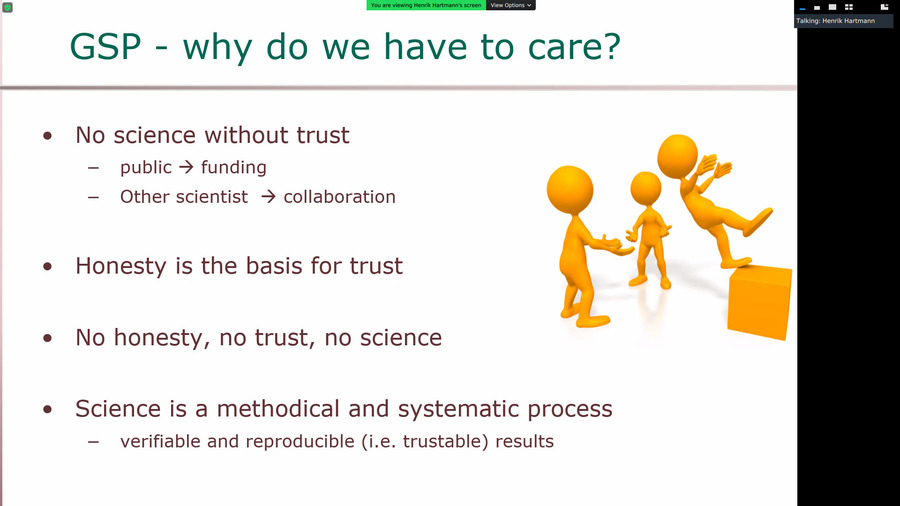 You are viewing Henrik Hartmann's screen View Options
Talking: Henrik Hartmann
GSP - why do we have to care?
• No science without trust
– public → funding
– Other scientist → collaboration
• Honesty is the basis for trust
• No honesty, no trust, no science
• Science is a methodical and systematic process
– verifiable and reproducible (i.e. trustable) results